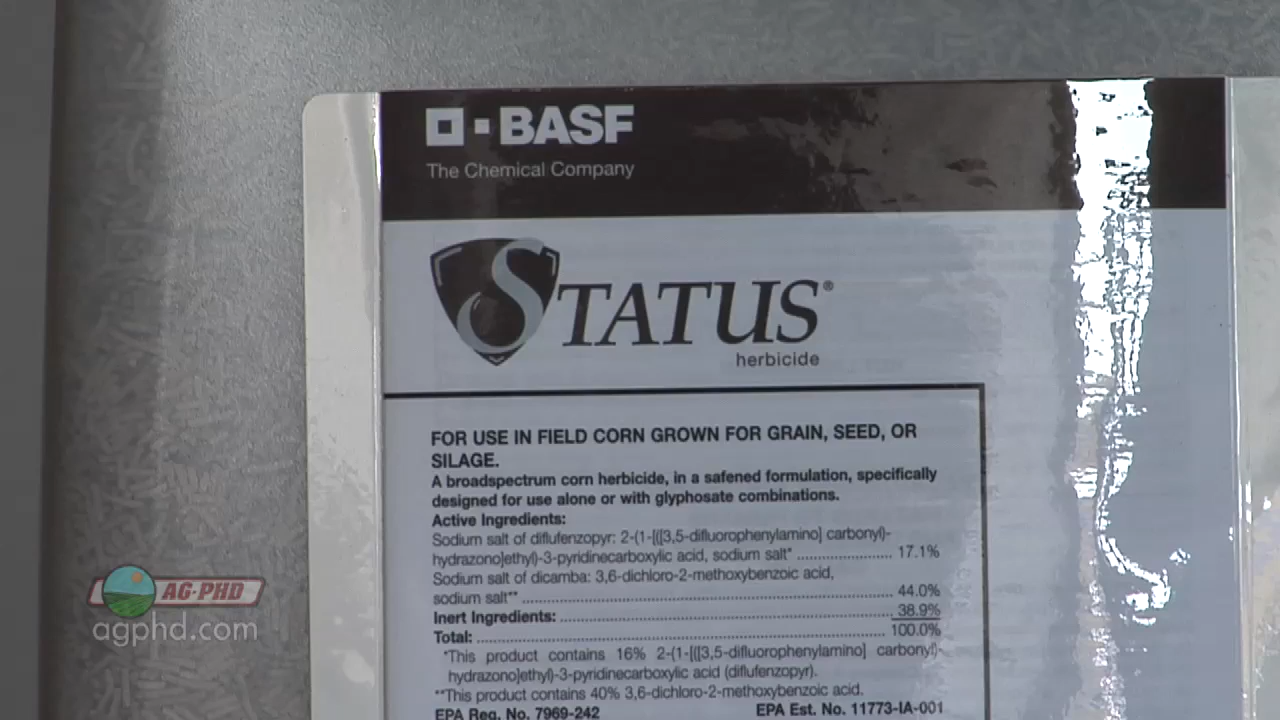 BASF
The Chemical Company
STATUS®
herbicide
FOR USE IN FIELD CORN GROWN FOR GRAIN, SEED, OR
SILAGE.
A broadspectrum corn herbicide, in a safened formulation, specifically
designed for use alone or with glyphosate combinations.
Active Ingredients:
Sodium salt of diflufenzopyr: 2-(1-[([3,5-difluorophenylamino] carbonyl)-
hydrazono]ethyl)-3-pyridinecarboxylic acid, sodium salt* ..................... 17.1%
Sodium salt of dicamba: 3,6-dichloro-2-methoxybenzoic acid,
sodium salt** ..................... 44.0%
Inert Ingredients: ..................... 38.9%
Total: ..................... 100.0%
*This product contains 16% 2-(1-[([3,5-difluorophenylamino] carbonyl)-
hydrazono]ethyl)-3-pyridinecarboxylic acid (diflufenzopyr).
**This product contains 40% 3,6-dichloro-2-methoxybenzoic acid.
EPA Reg. No. 7969-242 EPA Est. No. 11773-IA-001
AG-PHD
agphd.com